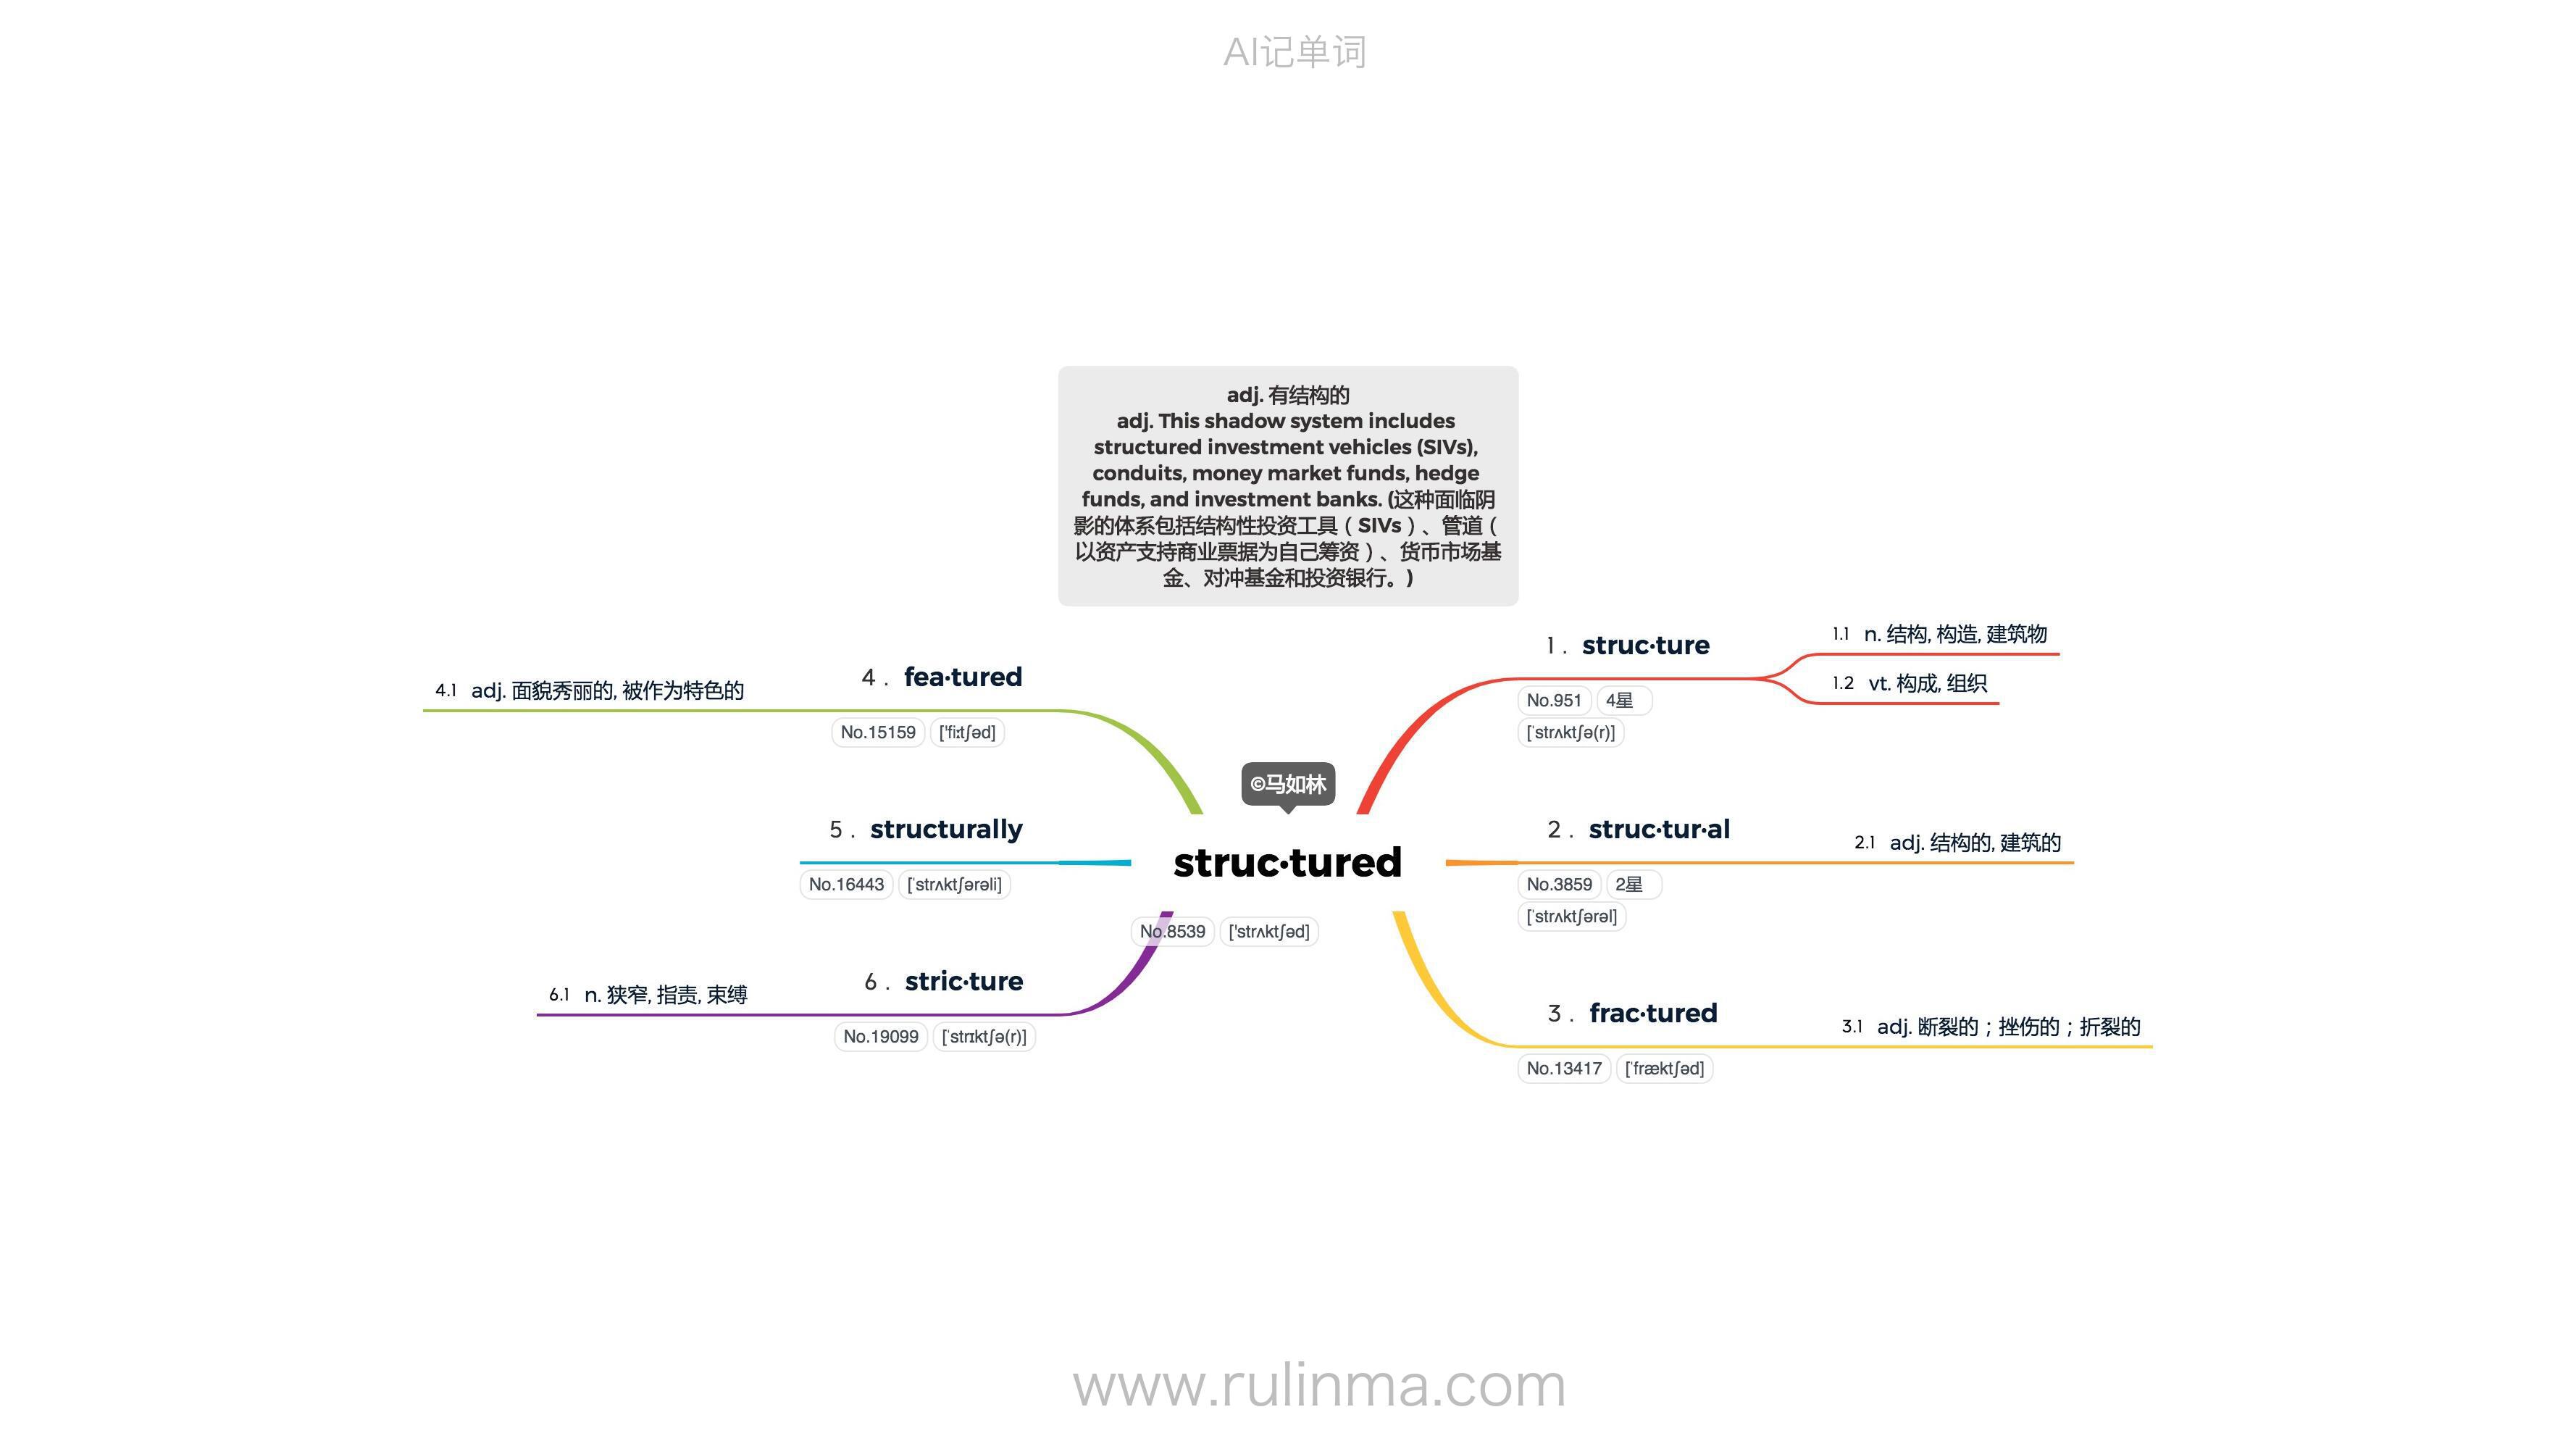 AI记单词
adj. 有结构的
adj. This shadow system includes
structured investment vehicles (SIVs),
conduits, money market funds, hedge
funds, and investment banks. (这种面临阴
影的体系包括结构性投资工具（SIVs）、管道（
以资产支持商业票据为自己筹资）、货币市场基
金、对冲基金和投资银行。)
©马如林
struc·tured
No.8539 ['strʌktʃəd]
1 . struc·ture
No.951 4星
[ˈstrʌktʃə(r)]
1.1 n. 结构, 构造, 建筑物
1.2 vt. 构成, 组织
2 . struc·tur·al
No.3859 2星
[ˈstrʌktʃərəl]
2.1 adj. 结构的, 建筑的
3 . frac·tured
No.13417 [ˈfræktʃəd]
3.1 adj. 断裂的；挫伤的；折裂的
4 . fea·tured
No.15159 ['fiːtʃəd]
4.1 adj. 面貌秀丽的, 被作为特色的
5 . structurally
No.16443 [ˈstrʌktʃərəli]
6 . stric·ture
No.19099 [ˈstrɪktʃə(r)]
6.1 n. 狭窄, 指责, 束缚
www.rulinma.com